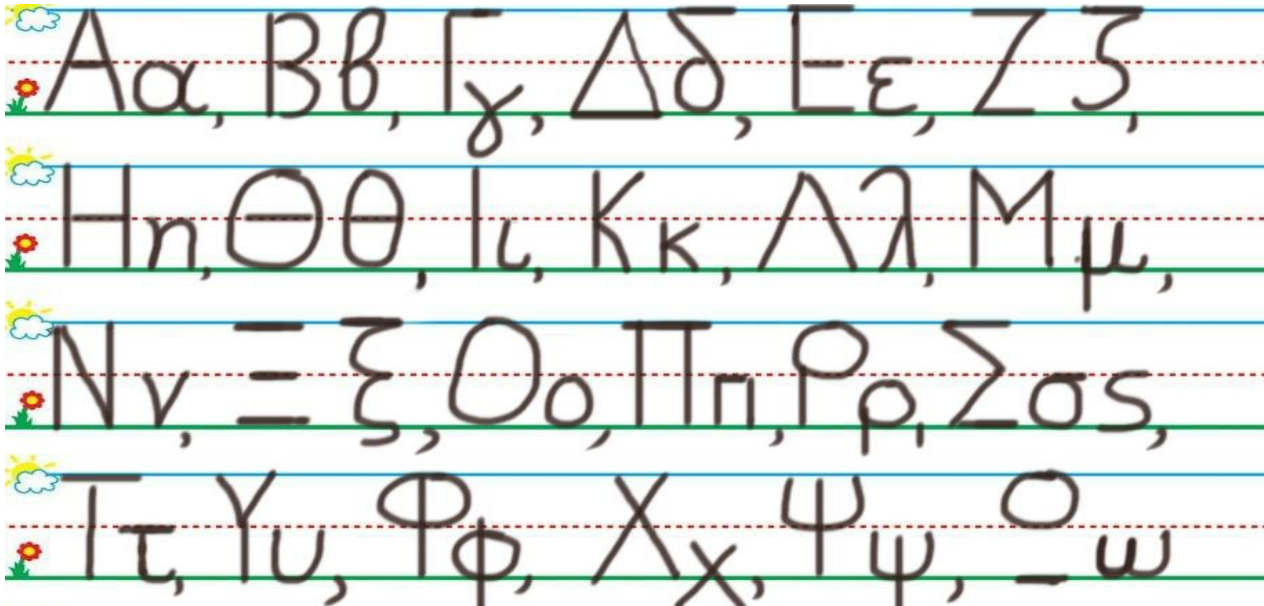 Αα, Ββ, Γγ, Δδ, Εε, Ζζ,
Ηη, Θθ, Ιι, Κκ, Λλ, Μμ,
Νν, Ξξ, Οο, Ππ, Ρρ, Σσς,
Ττ, Υυ, Φφ, Χχ, Ψψ, Ωω